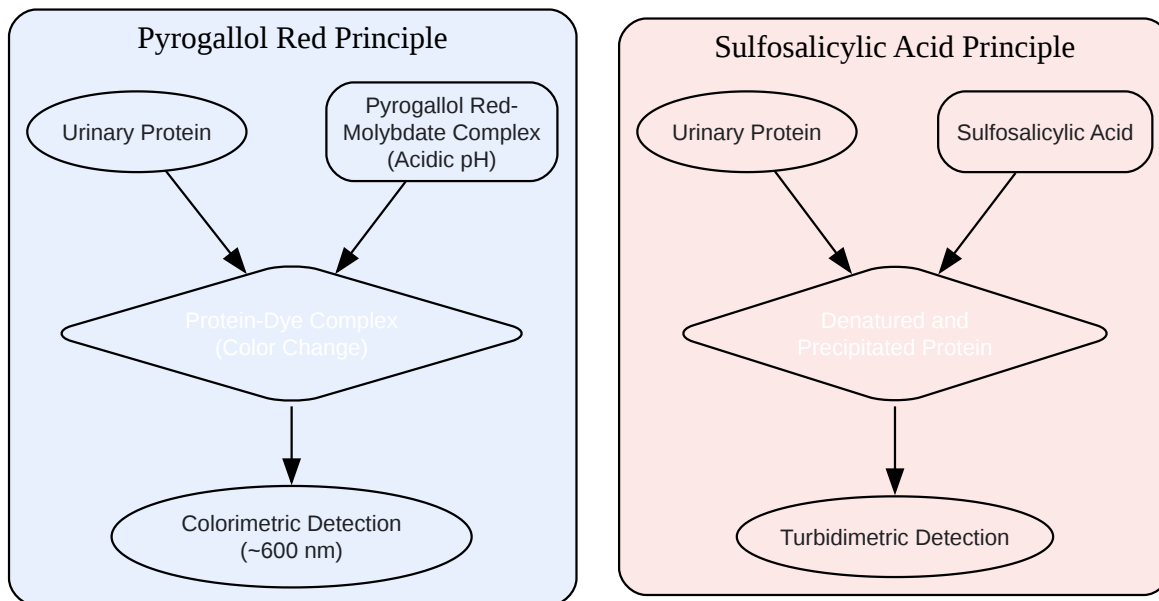 Pyrogallol Red Principle
Urinary Protein
Pyrogallol Red-
Molybdate Complex
(Acidic pH)
Protein-Dye Complex
(Color Change)
Colorimetric Detection
(~600 nm)
Sulfosalicylic Acid Principle
Urinary Protein
Sulfosalicylic Acid
Denatured and
Precipitated Protein
Turbidimetric Detection